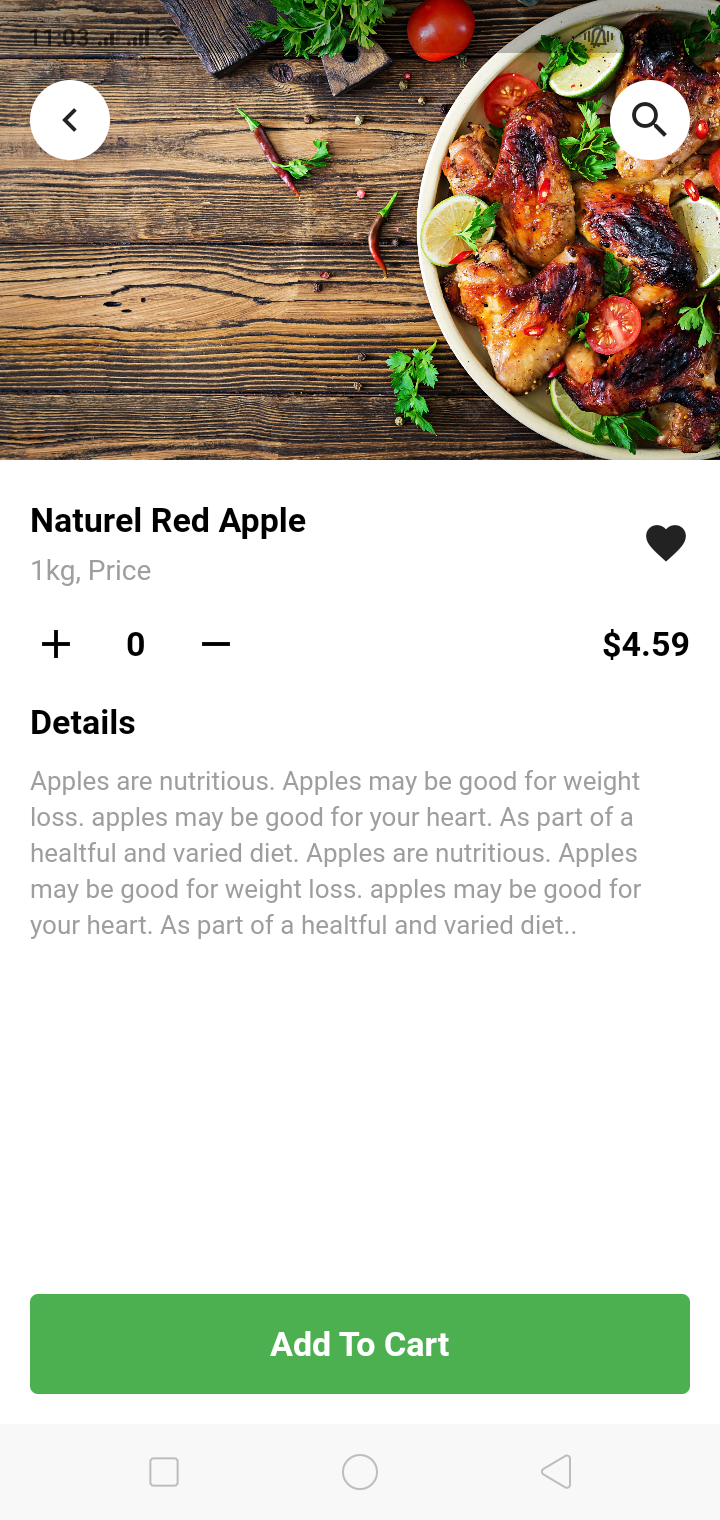 11:03
Naturel Red Apple
1kg, Price
0
$4.59
Details
Apples are nutritious. Apples may be good for weight
loss. apples may be good for your heart. As part of a
healtful and varied diet. Apples are nutritious. Apples
may be good for weight loss. apples may be good for
your heart. As part of a healtful and varied diet..
Add To Cart